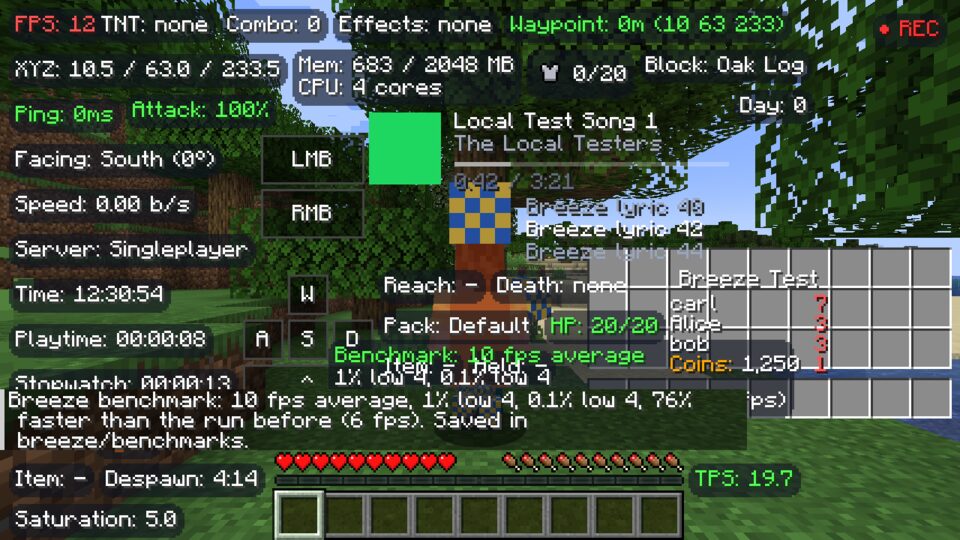 FPS: 12 TNT: none Combo: 0 Effects: none Waypoint: 0m (10 63 233)
REC
XYZ: 10.5 / 63.0 / 233.5
Mem: 683 / 2048 MB
CPU: 4 cores
0/20
Block: Oak Log
Day: 0
Ping: 0ms
Attack: 100%
Local Test Song 1
The Local Testers
0:42 / 3:21
Facing: South (0°)
LMB
Speed: 0.00 b/s
RMB
Breeze lyric 40
Breeze lyric 42
Breeze lyric 44
Server: Singleplayer
Breeze Test
carl 7
Alice 3
bob 3
Coins: 1,250 1
Time: 12:30:54
W
Reach: - Death: none
Playtime: 00:00:08
A S D
Pack: Default HP: 20/20
Benchmark: 10 fps average
1% low 4, 0.1% low 4
Item: - Held: -
Stopwatch: 00:00:13
Breeze benchmark: 10 fps average, 1% low 4, 0.1% low 4, 76%
faster than the run before (6 fps). Saved in
breeze/benchmarks.
fps)
Item: - Despawn: 4:14
TPS: 19.7
Saturation: 5.0